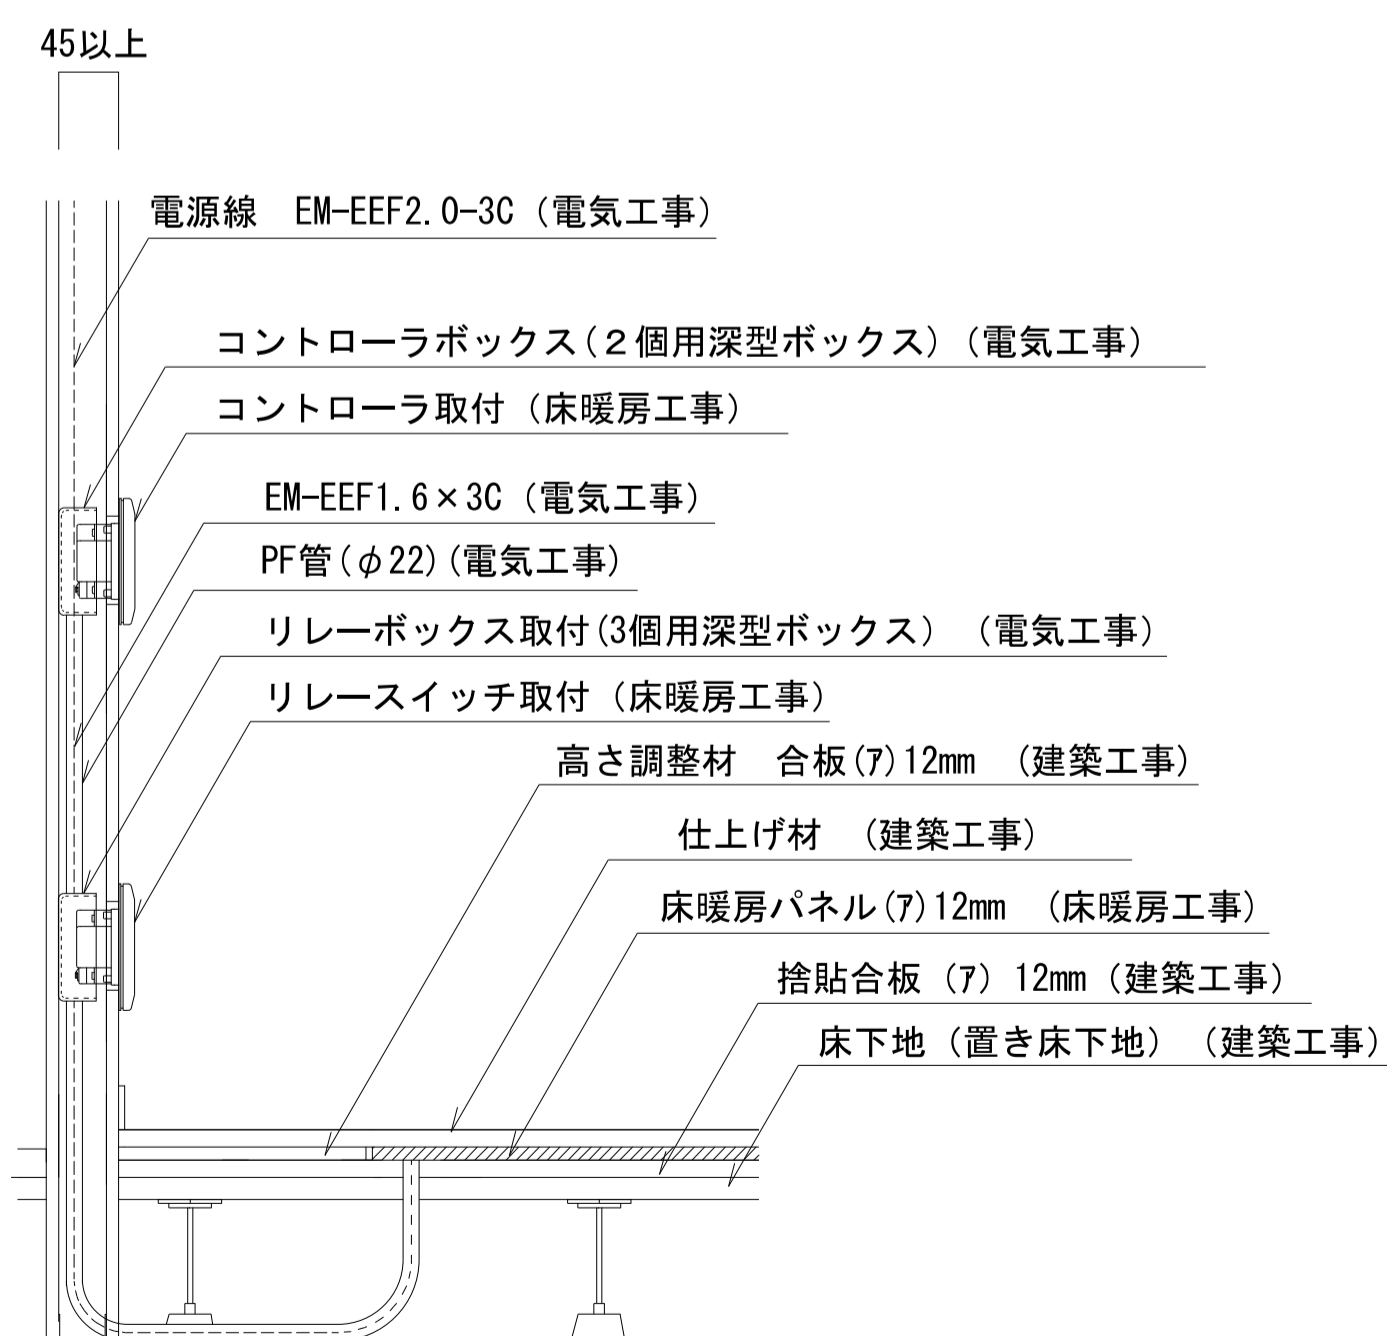 45以上
電源線　EM-EEF2.0-3C（電気工事）
コントローラボックス(２個用深型ボックス）（電気工事）
コントローラ取付（床暖房工事）
EM-EEF1.6×3C（電気工事）
PF管(φ22)(電気工事）
リレーボックス取付(3個用深型ボックス）　（電気工事）
リレースイッチ取付（床暖房工事）
高さ調整材　合板(ｱ)12mm　（建築工事）
仕上げ材　（建築工事）
床暖房パネル(ｱ)12mm　（床暖房工事）
捨貼合板（ｱ）12mm（建築工事）
床下地（置き床下地）　（建築工事）